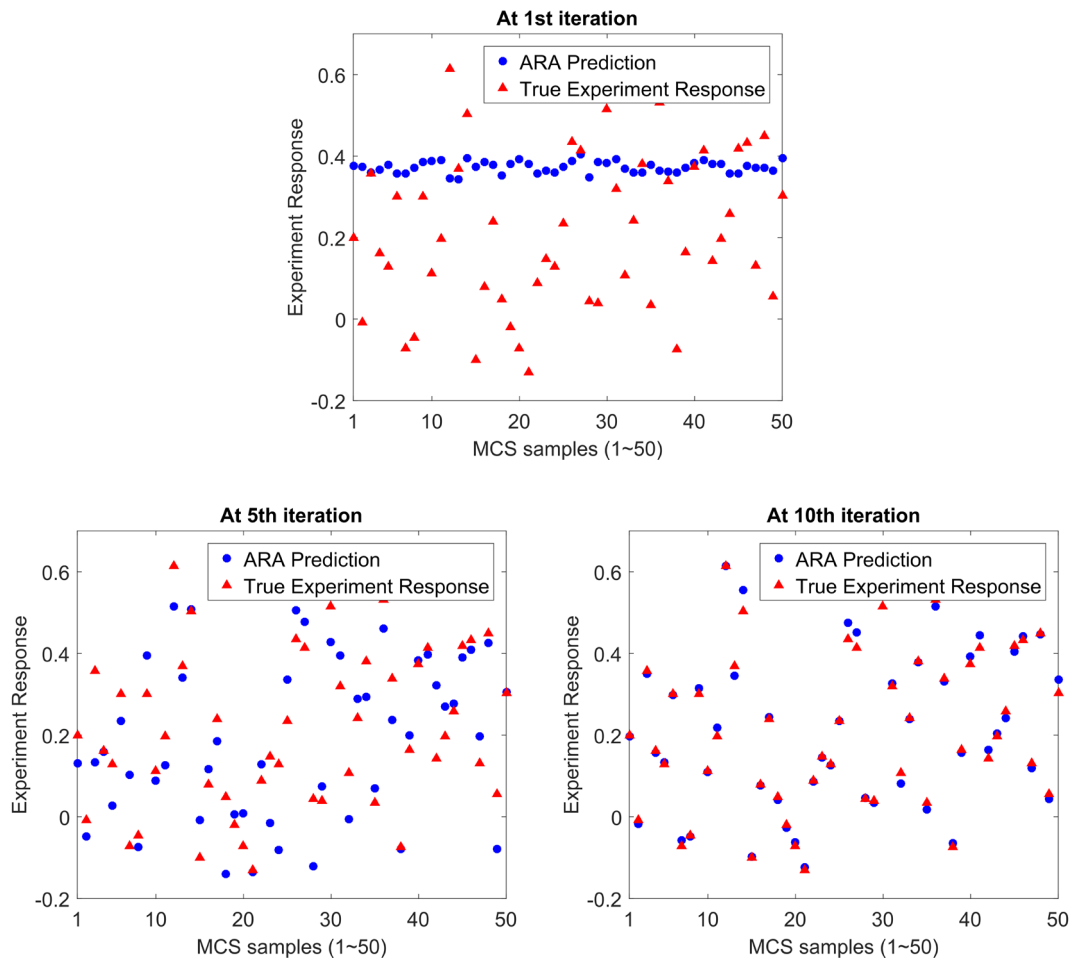 At 1st iteration
ARA Prediction
True Experiment Response
Experiment Response
0.6
0.4
0.2
0
-0.2
1 10 20 30 40 50
MCS samples (1~50)
At 5th iteration
ARA Prediction
True Experiment Response
Experiment Response
0.6
0.4
0.2
0
-0.2
1 10 20 30 40 50
MCS samples (1~50)
At 10th iteration
ARA Prediction
True Experiment Response
Experiment Response
0.6
0.4
0.2
0
-0.2
1 10 20 30 40 50
MCS samples (1~50)